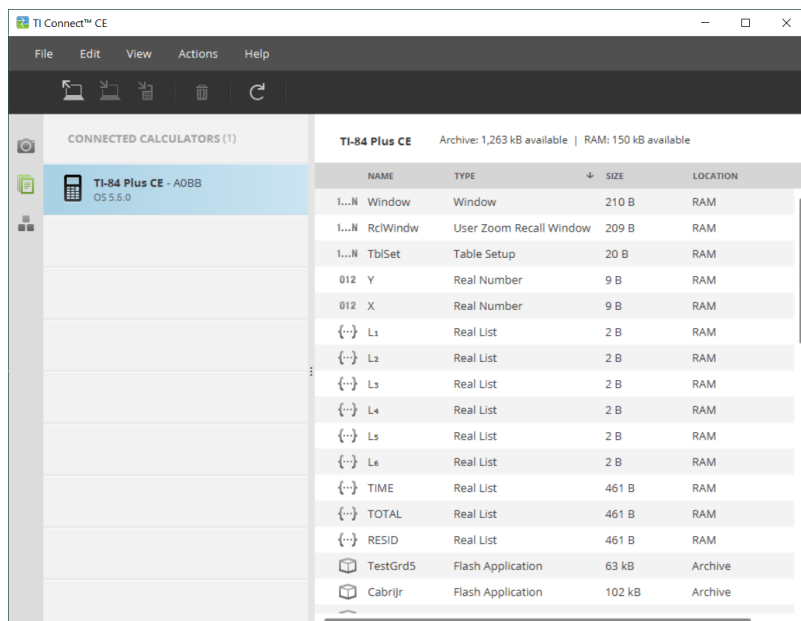 TI Connect™ CE
File Edit View Actions Help
CONNECTED CALCULATORS (1)
TI-84 Plus CE - A0BB
OS 5.6.0
TI-84 Plus CE Archive: 1,263 kB available | RAM: 150 kB available
NAME TYPE SIZE LOCATION
1...N Window Window 210 B RAM
1...N RclWindw User Zoom Recall Window 209 B RAM
1...N TblSet Table Setup 20 B RAM
012 Y Real Number 9 B RAM
012 X Real Number 9 B RAM
{···} L₁ Real List 2 B RAM
{···} L₂ Real List 2 B RAM
{···} L₃ Real List 2 B RAM
{···} L₄ Real List 2 B RAM
{···} L₅ Real List 2 B RAM
{···} L₆ Real List 2 B RAM
{···} TIME Real List 461 B RAM
{···} TOTAL Real List 461 B RAM
{···} RESID Real List 461 B RAM
TestGrd5 Flash Application 63 kB Archive
CabriJr Flash Application 102 kB Archive